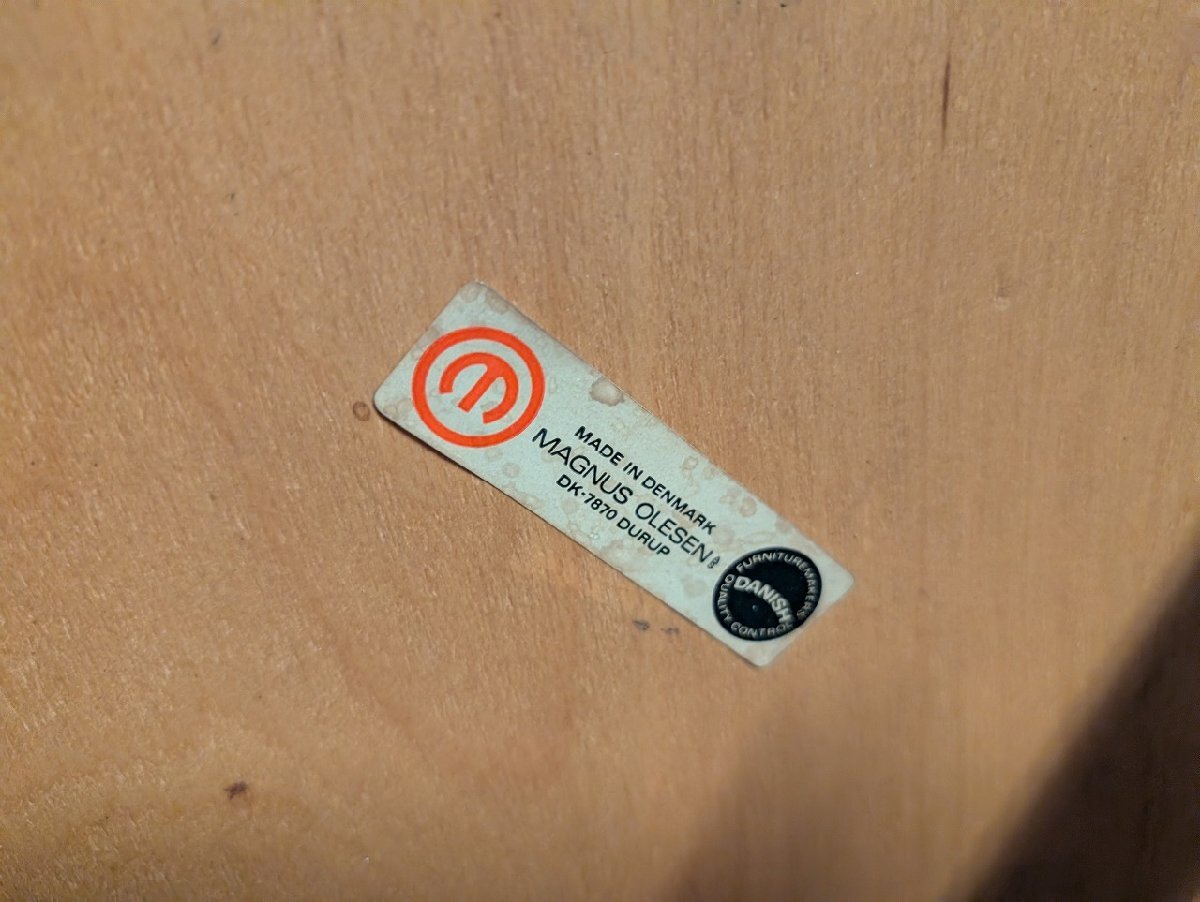 MADE IN DENMARK
MAGNUS OLESEN A/S
DK-7870 DURUP
FURNITUREMAKERS
DANISH
QUALITY CONTROL